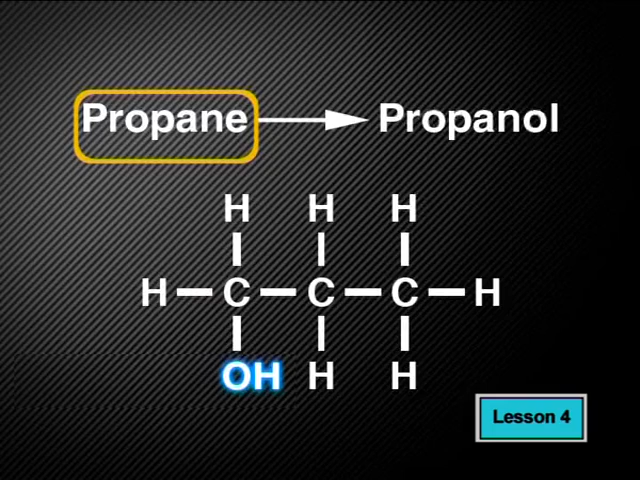 Propane Propanol
H H H
H C C C H
OH H H
Lesson 4